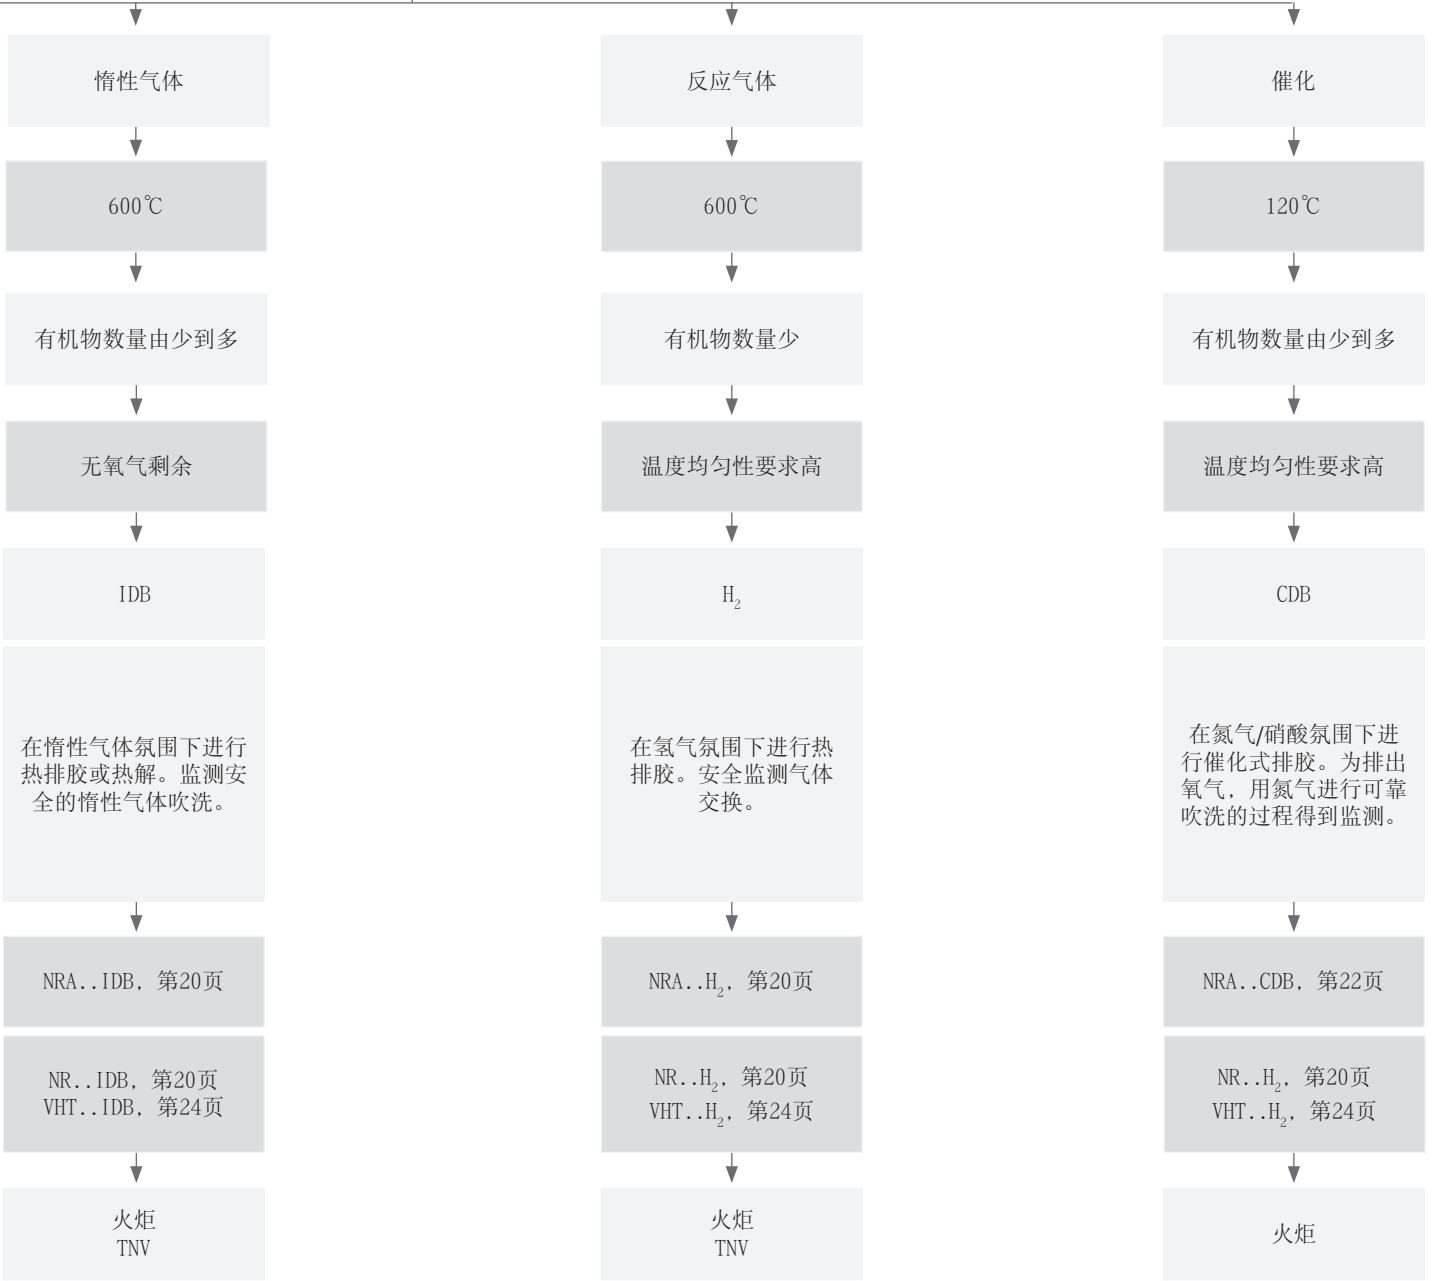 惰性气体
600℃
有机物数量由少到多
无氧气剩余
IDB
在惰性气体氛围下进行
热排胶或热解。监测安
全的惰性气体吹洗。
NRA..IDB, 第20页
NR..IDB, 第20页
VHT..IDB, 第24页
火炬
TNV
反应气体
600℃
有机物数量少
温度均匀性要求高
H₂
在氢气氛围下进行热
排胶。安全监测气体
交换。
NRA..H₂, 第20页
NR..H₂, 第20页
VHT..H₂, 第24页
火炬
TNV
催化
120℃
有机物数量由少到多
温度均匀性要求高
CDB
在氮气/硝酸氛围下进
行催化式排胶。为排出
氧气, 用氮气进行可靠
吹洗的过程得到监测。
NRA..CDB, 第22页
NR..H₂, 第20页
VHT..H₂, 第24页
火炬